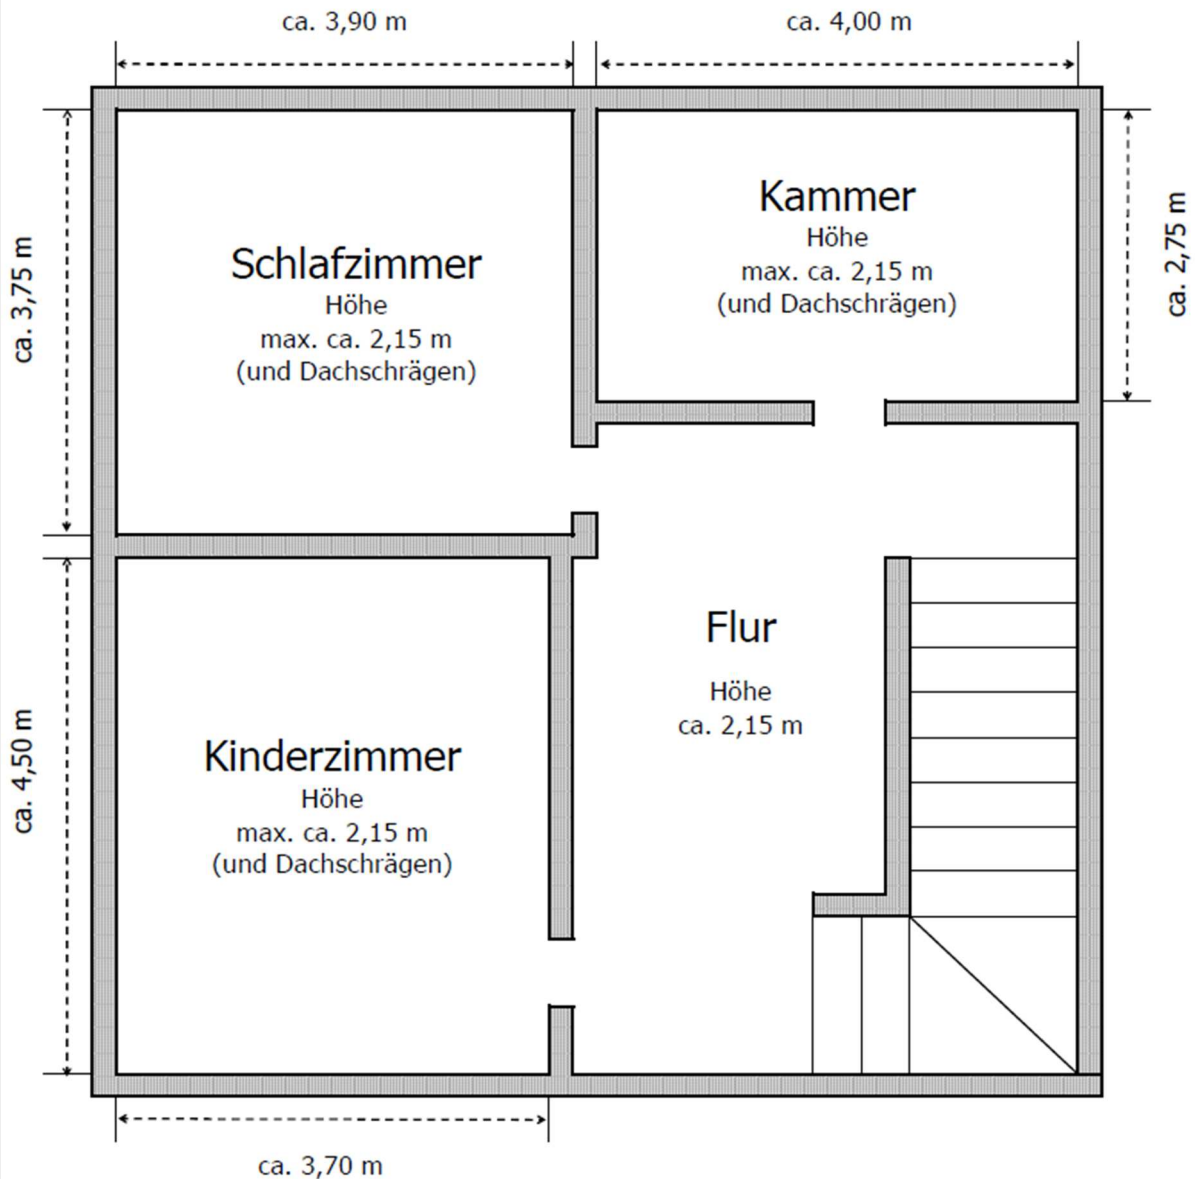 ca. 3,90 m
ca. 4,00 m
ca. 3,75 m
Schlafzimmer
Höhe
max. ca. 2,15 m
(und Dachschrägen)
Kammer
Höhe
max. ca. 2,15 m
(und Dachschrägen)
ca. 2,75 m
Flur
Höhe
ca. 2,15 m
ca. 4,50 m
Kinderzimmer
Höhe
max. ca. 2,15 m
(und Dachschrägen)
ca. 3,70 m